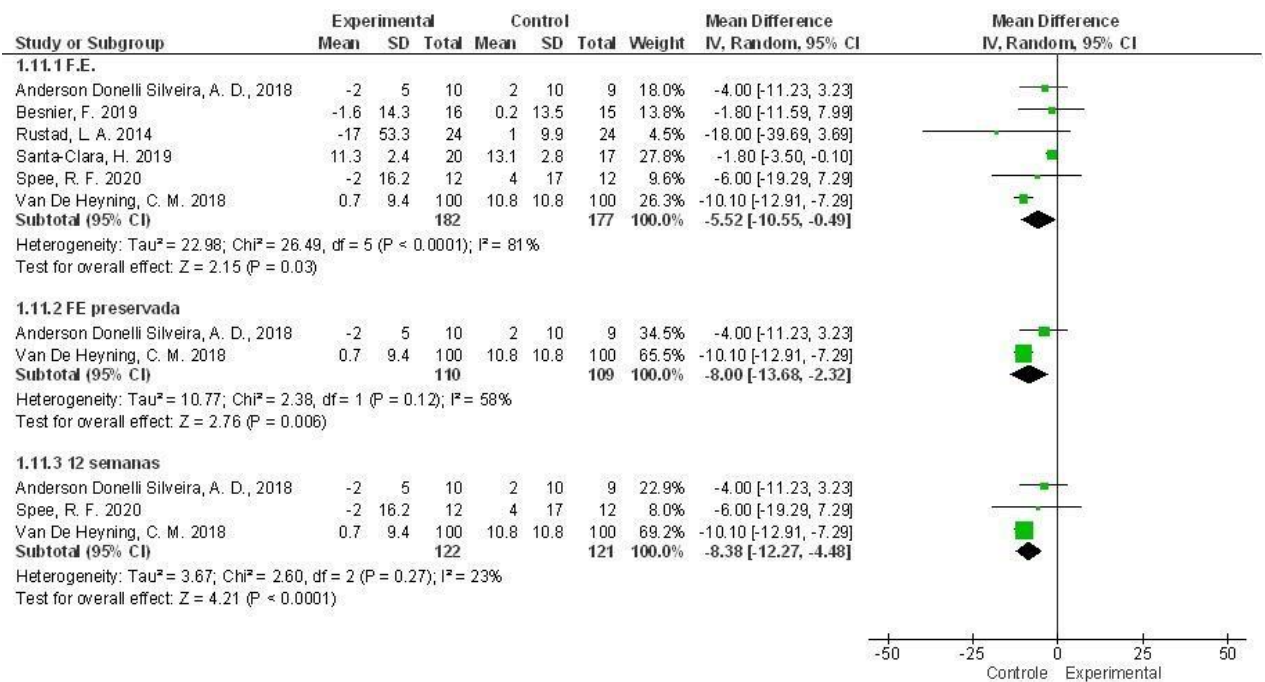 Experimental Control Mean Difference Mean Difference
Study or Subgroup Mean SD Total Mean SD Total Weight IV, Random, 95% CI IV, Random, 95% CI
1.11.1 F.E.
Anderson Donelli Silveira, A. D., 2018 -2 5 10 2 10 9 18.0% -4.00 [-11.23, 3.23]
Besnier, F. 2019 -1.6 14.3 16 0.2 13.5 15 13.8% -1.80 [-11.59, 7.99]
Rustad, L. A. 2014 -17 53.3 24 1 9.9 24 4.5% -18.00 [-39.69, 3.69]
Santa-Clara, H. 2019 11.3 2.4 20 13.1 2.8 17 27.8% -1.80 [-3.50, -0.10]
Spee, R. F. 2020 -2 16.2 12 4 17 12 9.6% -6.00 [-19.29, 7.29]
Van De Heyning, C. M. 2018 0.7 9.4 100 10.8 10.8 100 26.3% -10.10 [-12.91, -7.29]
Subtotal (95% CI) 182 177 100.0% -5.52 [-10.55, -0.49]
Heterogeneity: Tau² = 22.98; Chi² = 26.49, df = 5 (P < 0.0001); I² = 81%
Test for overall effect: Z = 2.15 (P = 0.03)
1.11.2 FE preservada
Anderson Donelli Silveira, A. D., 2018 -2 5 10 2 10 9 34.5% -4.00 [-11.23, 3.23]
Van De Heyning, C. M. 2018 0.7 9.4 100 10.8 10.8 100 65.5% -10.10 [-12.91, -7.29]
Subtotal (95% CI) 110 109 100.0% -8.00 [-13.68, -2.32]
Heterogeneity: Tau² = 10.77; Chi² = 2.38, df = 1 (P = 0.12); I² = 58%
Test for overall effect: Z = 2.76 (P = 0.006)
1.11.3 12 semanas
Anderson Donelli Silveira, A. D., 2018 -2 5 10 2 10 9 22.9% -4.00 [-11.23, 3.23]
Spee, R. F. 2020 -2 16.2 12 4 17 12 8.0% -6.00 [-19.29, 7.29]
Van De Heyning, C. M. 2018 0.7 9.4 100 10.8 10.8 100 69.2% -10.10 [-12.91, -7.29]
Subtotal (95% CI) 122 121 100.0% -8.38 [-12.27, -4.48]
Heterogeneity: Tau² = 3.67; Chi² = 2.60, df = 2 (P = 0.27); I² = 23%
Test for overall effect: Z = 4.21 (P < 0.0001)
-50 -25 0 25 50
Controle Experimental